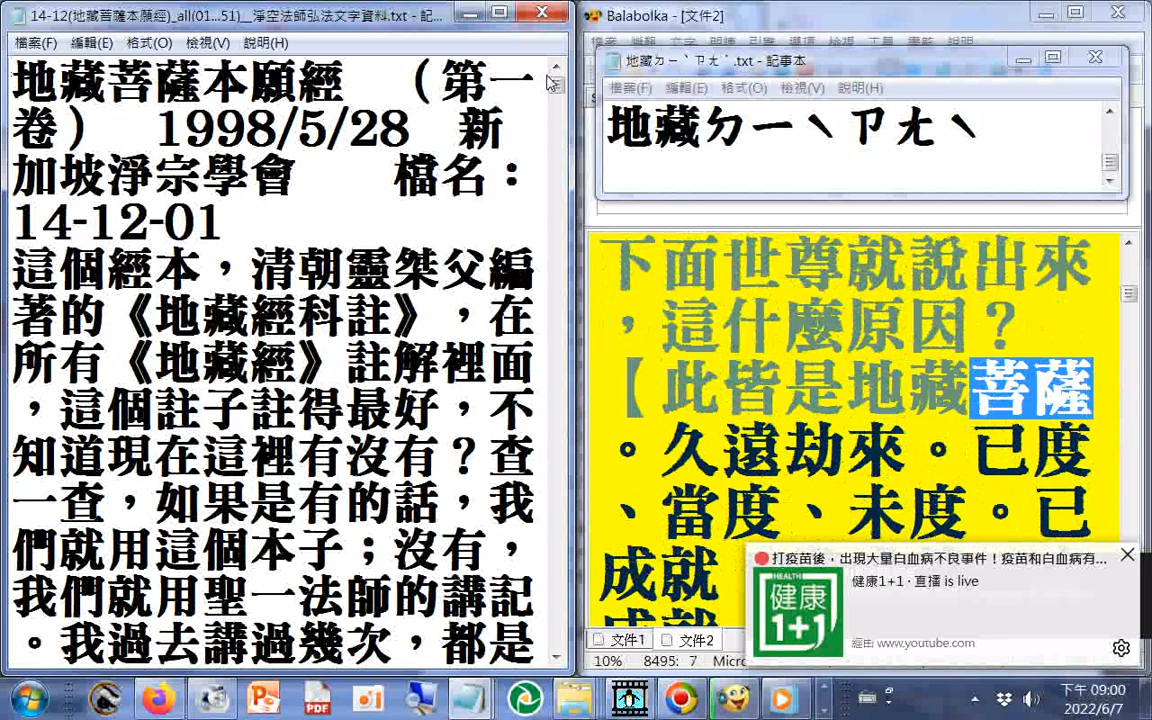 14-12(地藏菩薩本願經)_all(01...51)__淨空法師弘法文字資料.txt - 記...
檔案(F) 編輯(E) 格式(O) 檢視(V) 說明(H)
地藏菩薩本願經 (第一
卷) 1998/5/28 新
加坡淨宗學會 檔名：
14-12-01
這個經本，清朝靈椉父編
著的《地藏經科註》，在
所有《地藏經》註解裡面
，這個註子註得最好，不
知道現在這裡有沒有？查
一查，如果是有的話，我
們就用這個本子；沒有，
我們就用聖一法師的講記
。我過去講過幾次，都是
Balabolka - [文件2]
地藏ㄉㄧˋㄗㄤˋ.txt - 記事本
檔案(F) 編輯(E) 格式(O) 檢視(V) 說明(H)
地藏ㄉㄧˋㄗㄤˋ
下面世尊就說出來
，這什麼原因？
【此皆是地藏菩薩
。久遠劫來。已度
、當度、未度。已
成就
打疫苗後，出現大量白血病不良事件！疫苗和白血病有...
健康1+1 · 直播 is live
HEALTH
健康
1+1
經由 www.youtube.com
文件1 文件2
10% 8495: 7 Micro
下午 09:00
2022/6/7